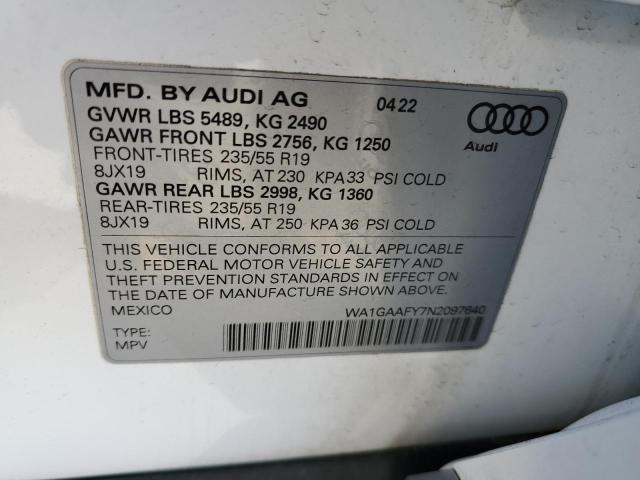 MFD. BY AUDI AG 04 22
GVWR LBS 5489, KG 2490
GAWR FRONT LBS 2756, KG 1250
FRONT-TIRES 235/55 R19
8JX19 RIMS, AT 230 KPA 33 PSI COLD
GAWR REAR LBS 2998, KG 1360
REAR-TIRES 235/55 R19
8JX19 RIMS, AT 250 KPA 36 PSI COLD
Audi
THIS VEHICLE CONFORMS TO ALL APPLICABLE
U.S. FEDERAL MOTOR VEHICLE SAFETY AND
THEFT PREVENTION STANDARDS IN EFFECT ON
THE DATE OF MANUFACTURE SHOWN ABOVE.
MEXICO WA1GAAFY7N2097640
TYPE:
MPV